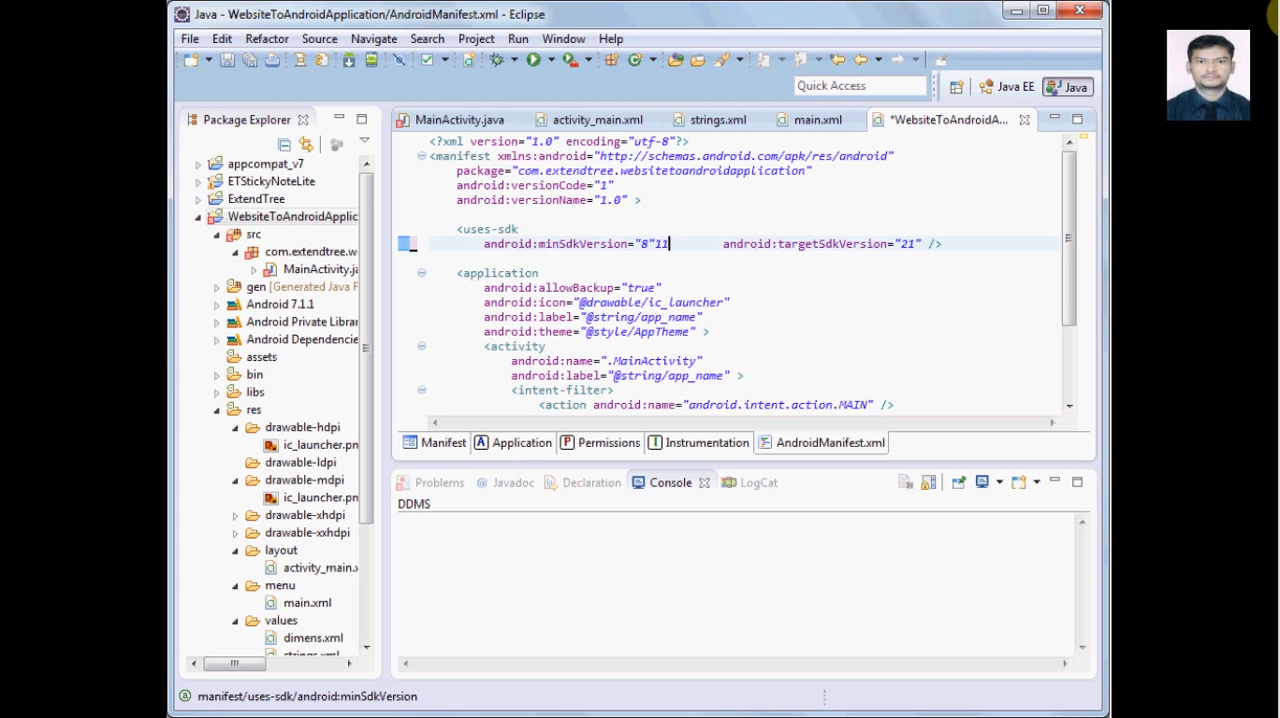 Java - WebsiteToAndroidApplication/AndroidManifest.xml - Eclipse
File Edit Refactor Source Navigate Search Project Run Window Help
Quick Access
Java EE
Java
Package Explorer
MainActivity.java
activity_main.xml
strings.xml
main.xml
*WebsiteToAndroidA...
appcompat_v7
ETStickyNoteLite
ExtendTree
WebsiteToAndroidApplic
src
com.extendtree.w
MainActivity.ja
gen [Generated Java F
Android 7.1.1
Android Private Librar
Android Dependencie
assets
bin
libs
res
drawable-hdpi
ic_launcher.pn
drawable-ldpi
drawable-mdpi
ic_launcher.pn
drawable-xhdpi
drawable-xxhdpi
layout
activity_main.x
menu
main.xml
values
dimens.xml
strings.xml
<?xml version="1.0" encoding="utf-8"?>
<manifest xmlns:android="http://schemas.android.com/apk/res/android"
package="com.extendtree.websitetoandroidapplication"
android:versionCode="1"
android:versionName="1.0" >
<uses-sdk
android:minSdkVersion="8"11 android:targetSdkVersion="21" />
<application
android:allowBackup="true"
android:icon="@drawable/ic_launcher"
android:label="@string/app_name"
android:theme="@style/AppTheme" >
<activity
android:name=".MainActivity"
android:label="@string/app_name" >
<intent-filter>
<action android:name="android.intent.action.MAIN" />
Manifest
Application
Permissions
Instrumentation
AndroidManifest.xml
Problems
Javadoc
Declaration
Console
LogCat
DDMS
manifest/uses-sdk/android:minSdkVersion